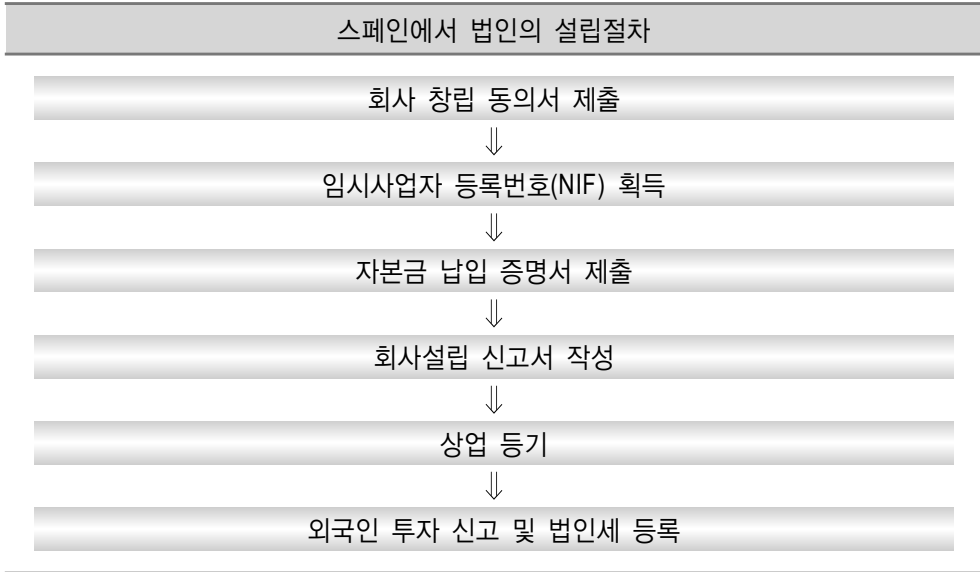 스페인에서 법인의 설립절차
회사 창립 동의서 제출
⇓
임시사업자 등록번호(NIF) 획득
⇓
자본금 납입 증명서 제출
⇓
회사설립 신고서 작성
⇓
상업 등기
⇓
외국인 투자 신고 및 법인세 등록